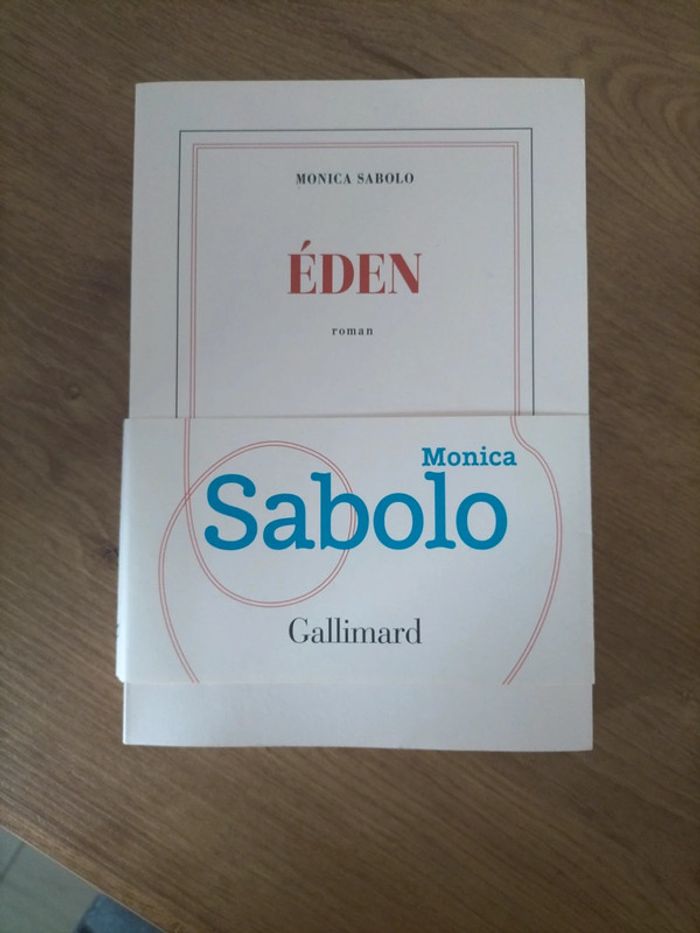 MONICA SABOLO
ÉDEN
roman
Monica
Sabolo
Gallimard